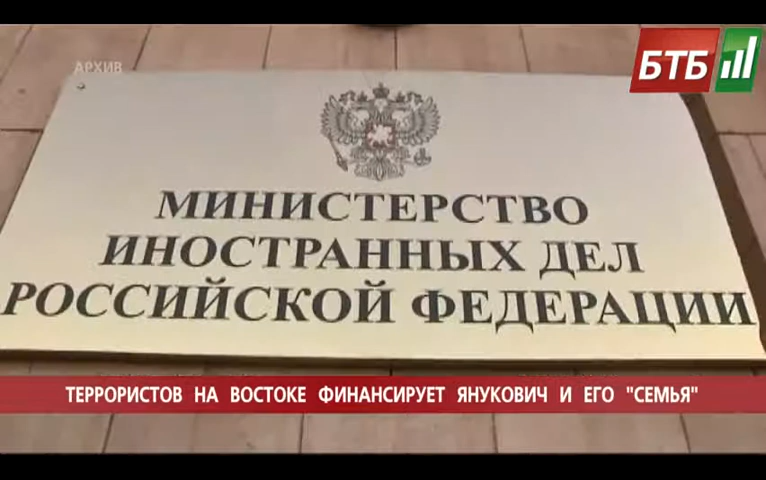 АРХИВ
БТБ
МИНИСТЕРСТВО
ИНОСТРАННЫХ ДЕЛ
РОССИЙСКОЙ ФЕДЕРАЦИИ
ТЕРРОРИСТОВ НА ВОСТОКЕ ФИНАНСИРУЕТ ЯНУКОВИЧ И ЕГО "СЕМЬЯ"